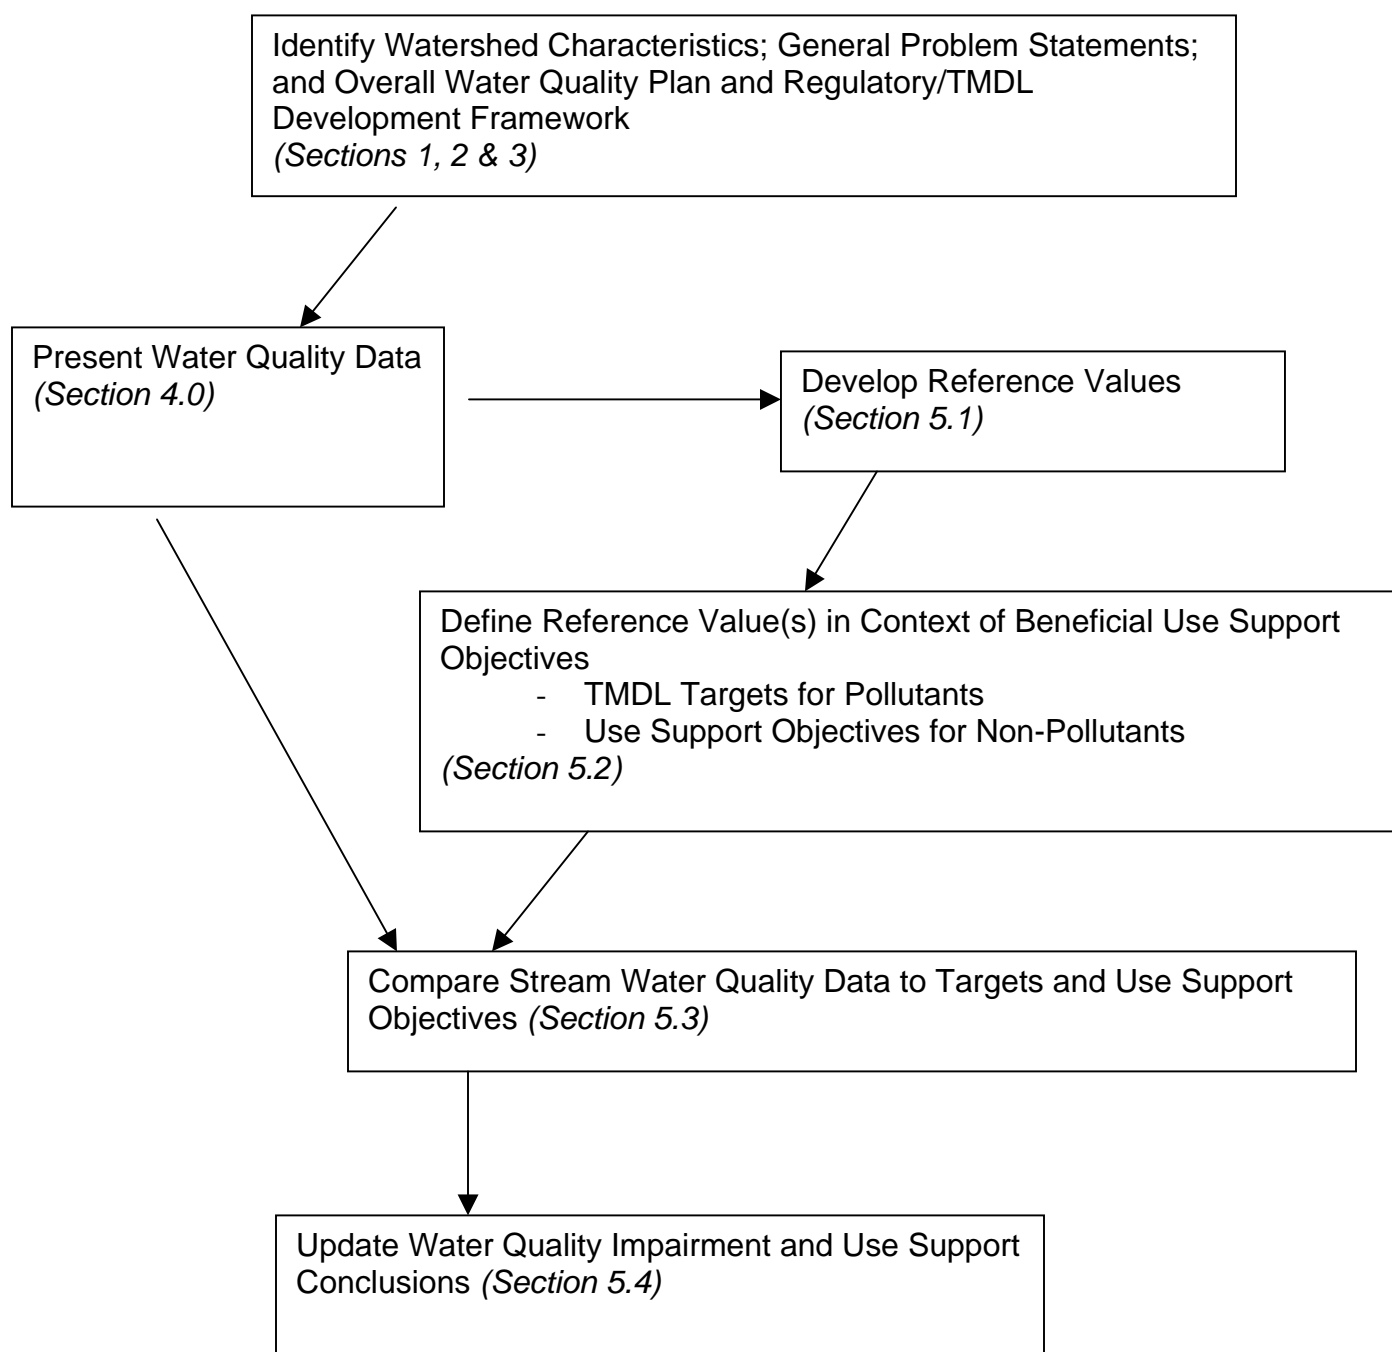 Identify Watershed Characteristics; General Problem Statements;
and Overall Water Quality Plan and Regulatory/TMDL
Development Framework
(Sections 1, 2 & 3)
Present Water Quality Data
(Section 4.0)
Develop Reference Values
(Section 5.1)
Define Reference Value(s) in Context of Beneficial Use Support
Objectives
- TMDL Targets for Pollutants
- Use Support Objectives for Non-Pollutants
(Section 5.2)
Compare Stream Water Quality Data to Targets and Use Support
Objectives (Section 5.3)
Update Water Quality Impairment and Use Support
Conclusions (Section 5.4)